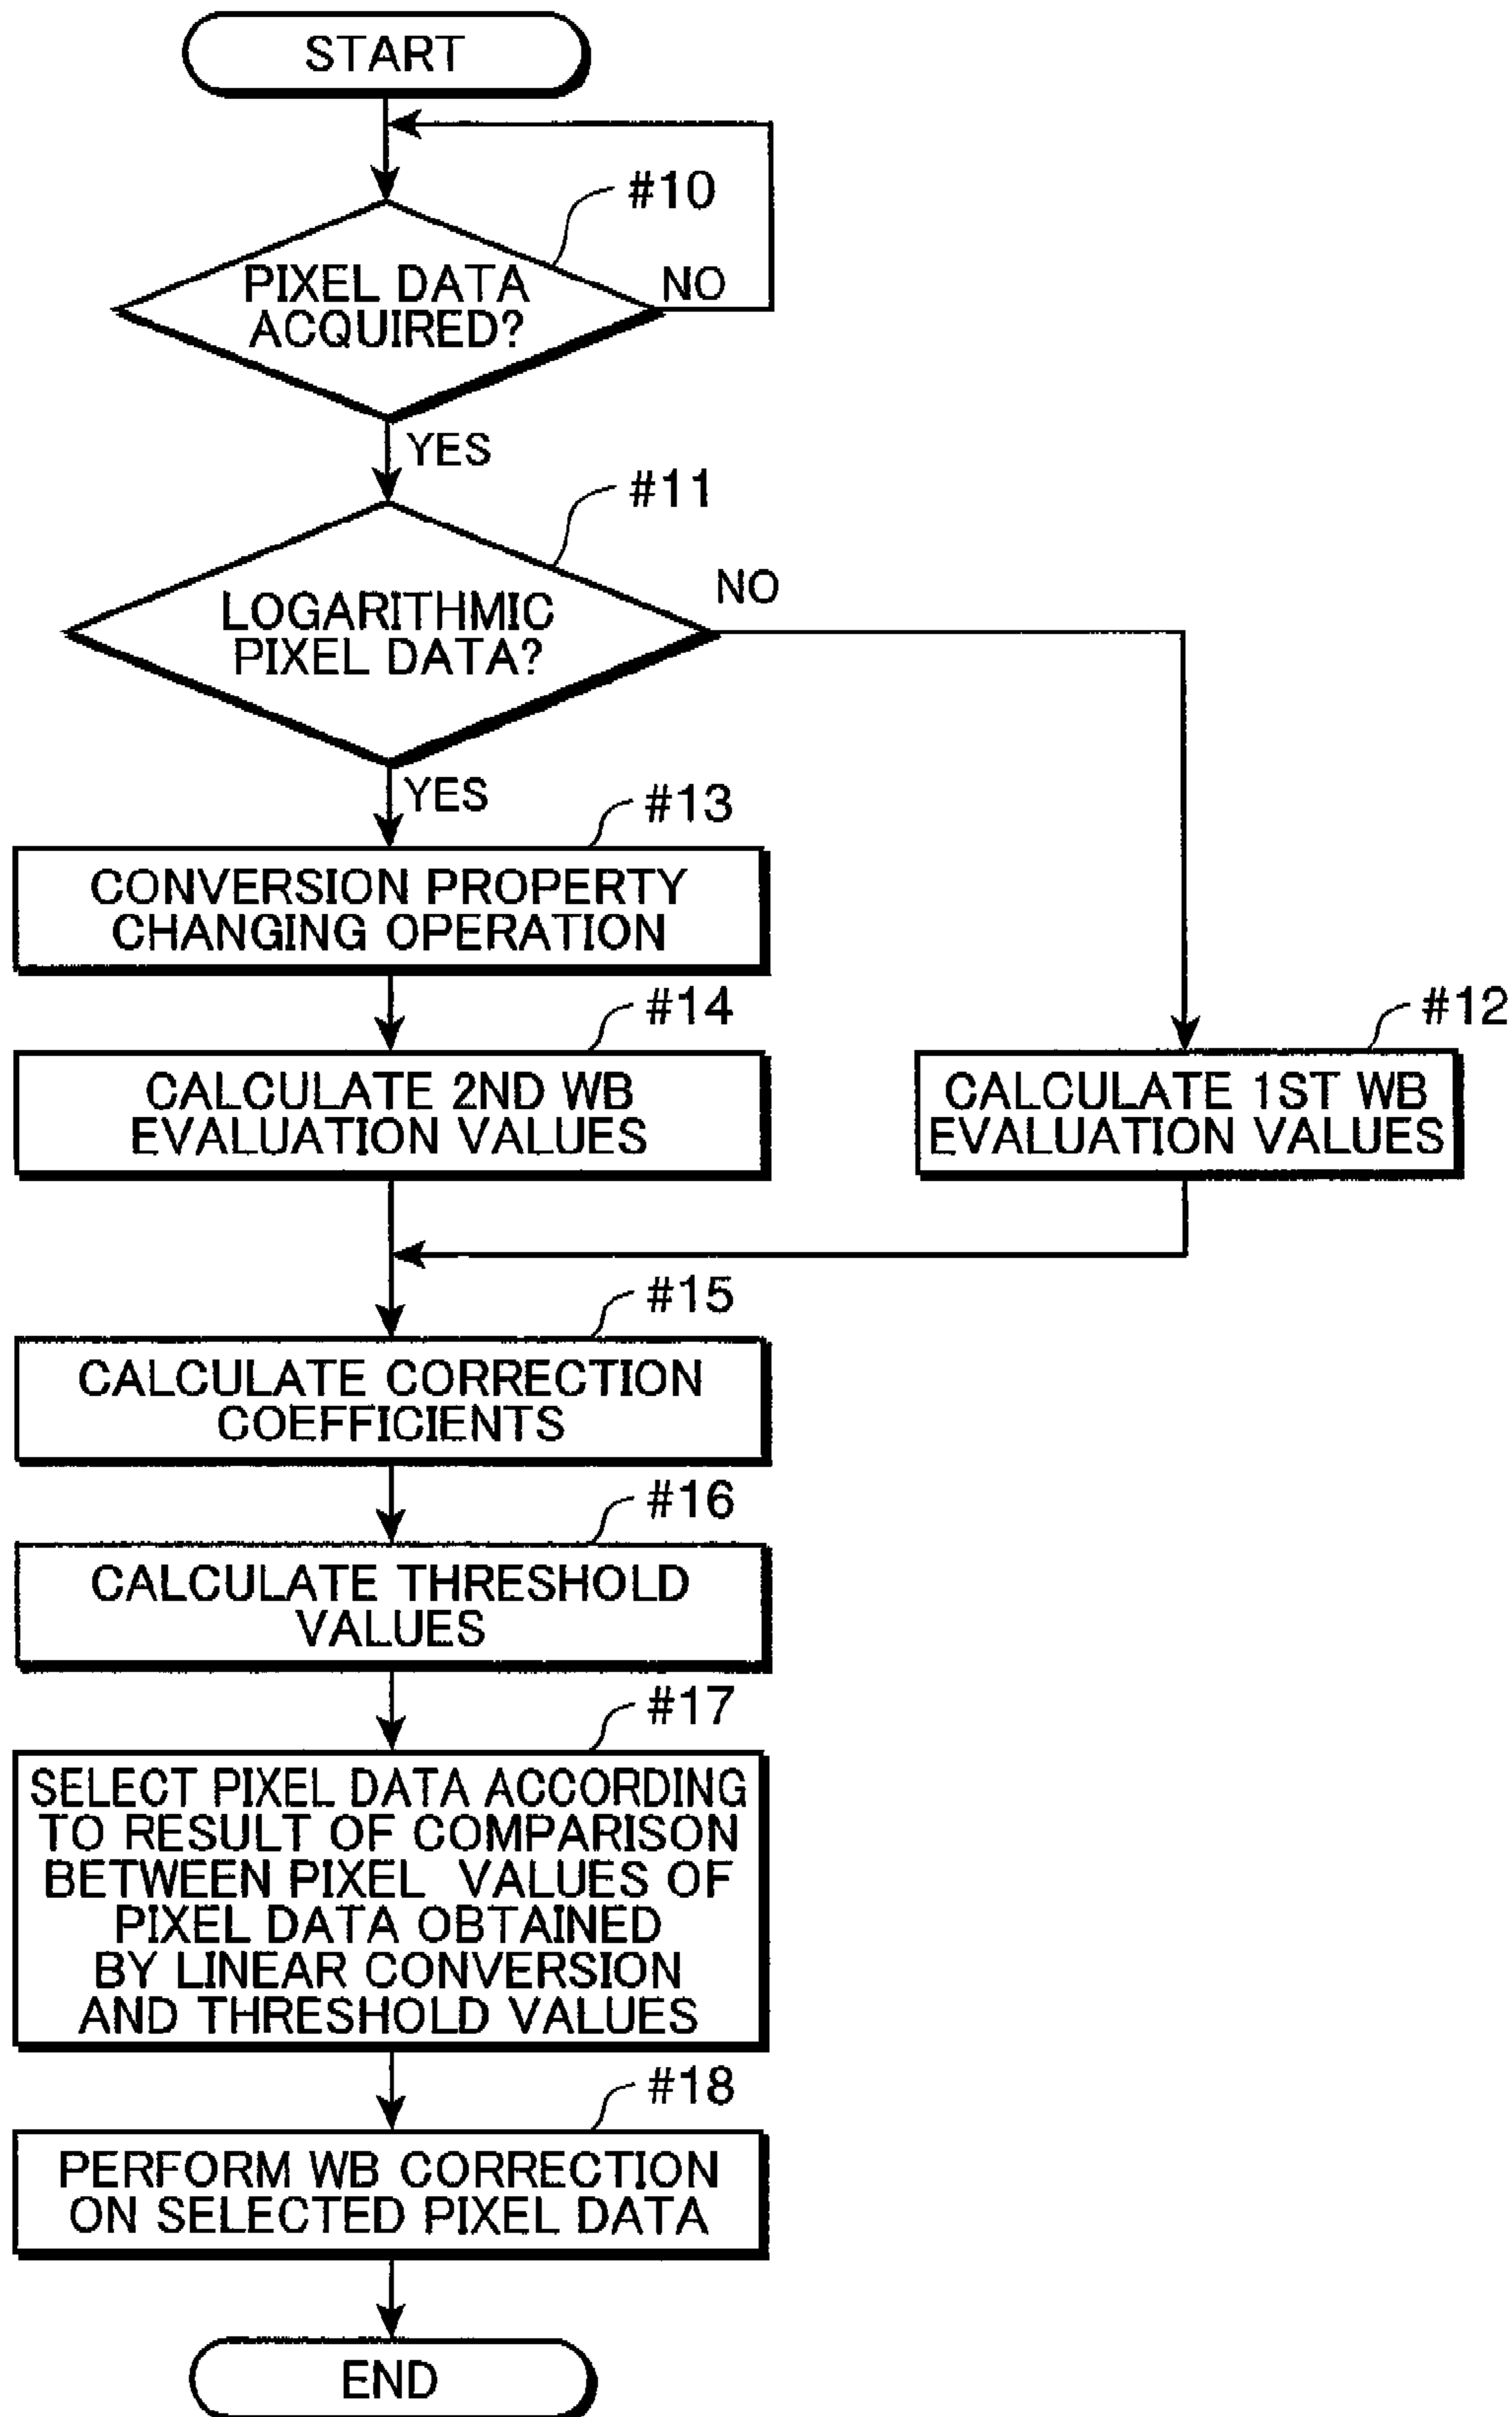 START
#10
PIXEL DATA
ACQUIRED?
NO
YES
#11
LOGARITHMIC
PIXEL DATA?
NO
YES
#13
CONVERSION PROPERTY
CHANGING OPERATION
#14
CALCULATE 2ND WB
EVALUATION VALUES
#12
CALCULATE 1ST WB
EVALUATION VALUES
#15
CALCULATE CORRECTION
COEFFICIENTS
#16
CALCULATE THRESHOLD
VALUES
#17
SELECT PIXEL DATA ACCORDING
TO RESULT OF COMPARISON
BETWEEN PIXEL VALUES OF
PIXEL DATA OBTAINED
BY LINEAR CONVERSION
AND THRESHOLD VALUES
#18
PERFORM WB CORRECTION
ON SELECTED PIXEL DATA
END